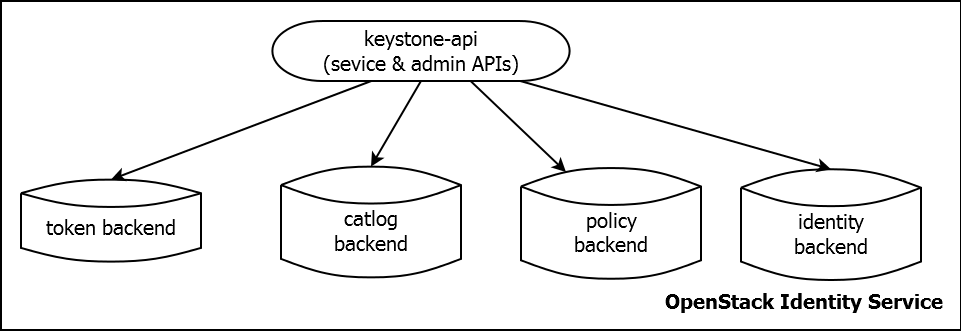 keystone-api
(sevice & admin APIs)
token backend
catlog
backend
policy
backend
identity
backend
OpenStack Identity Service